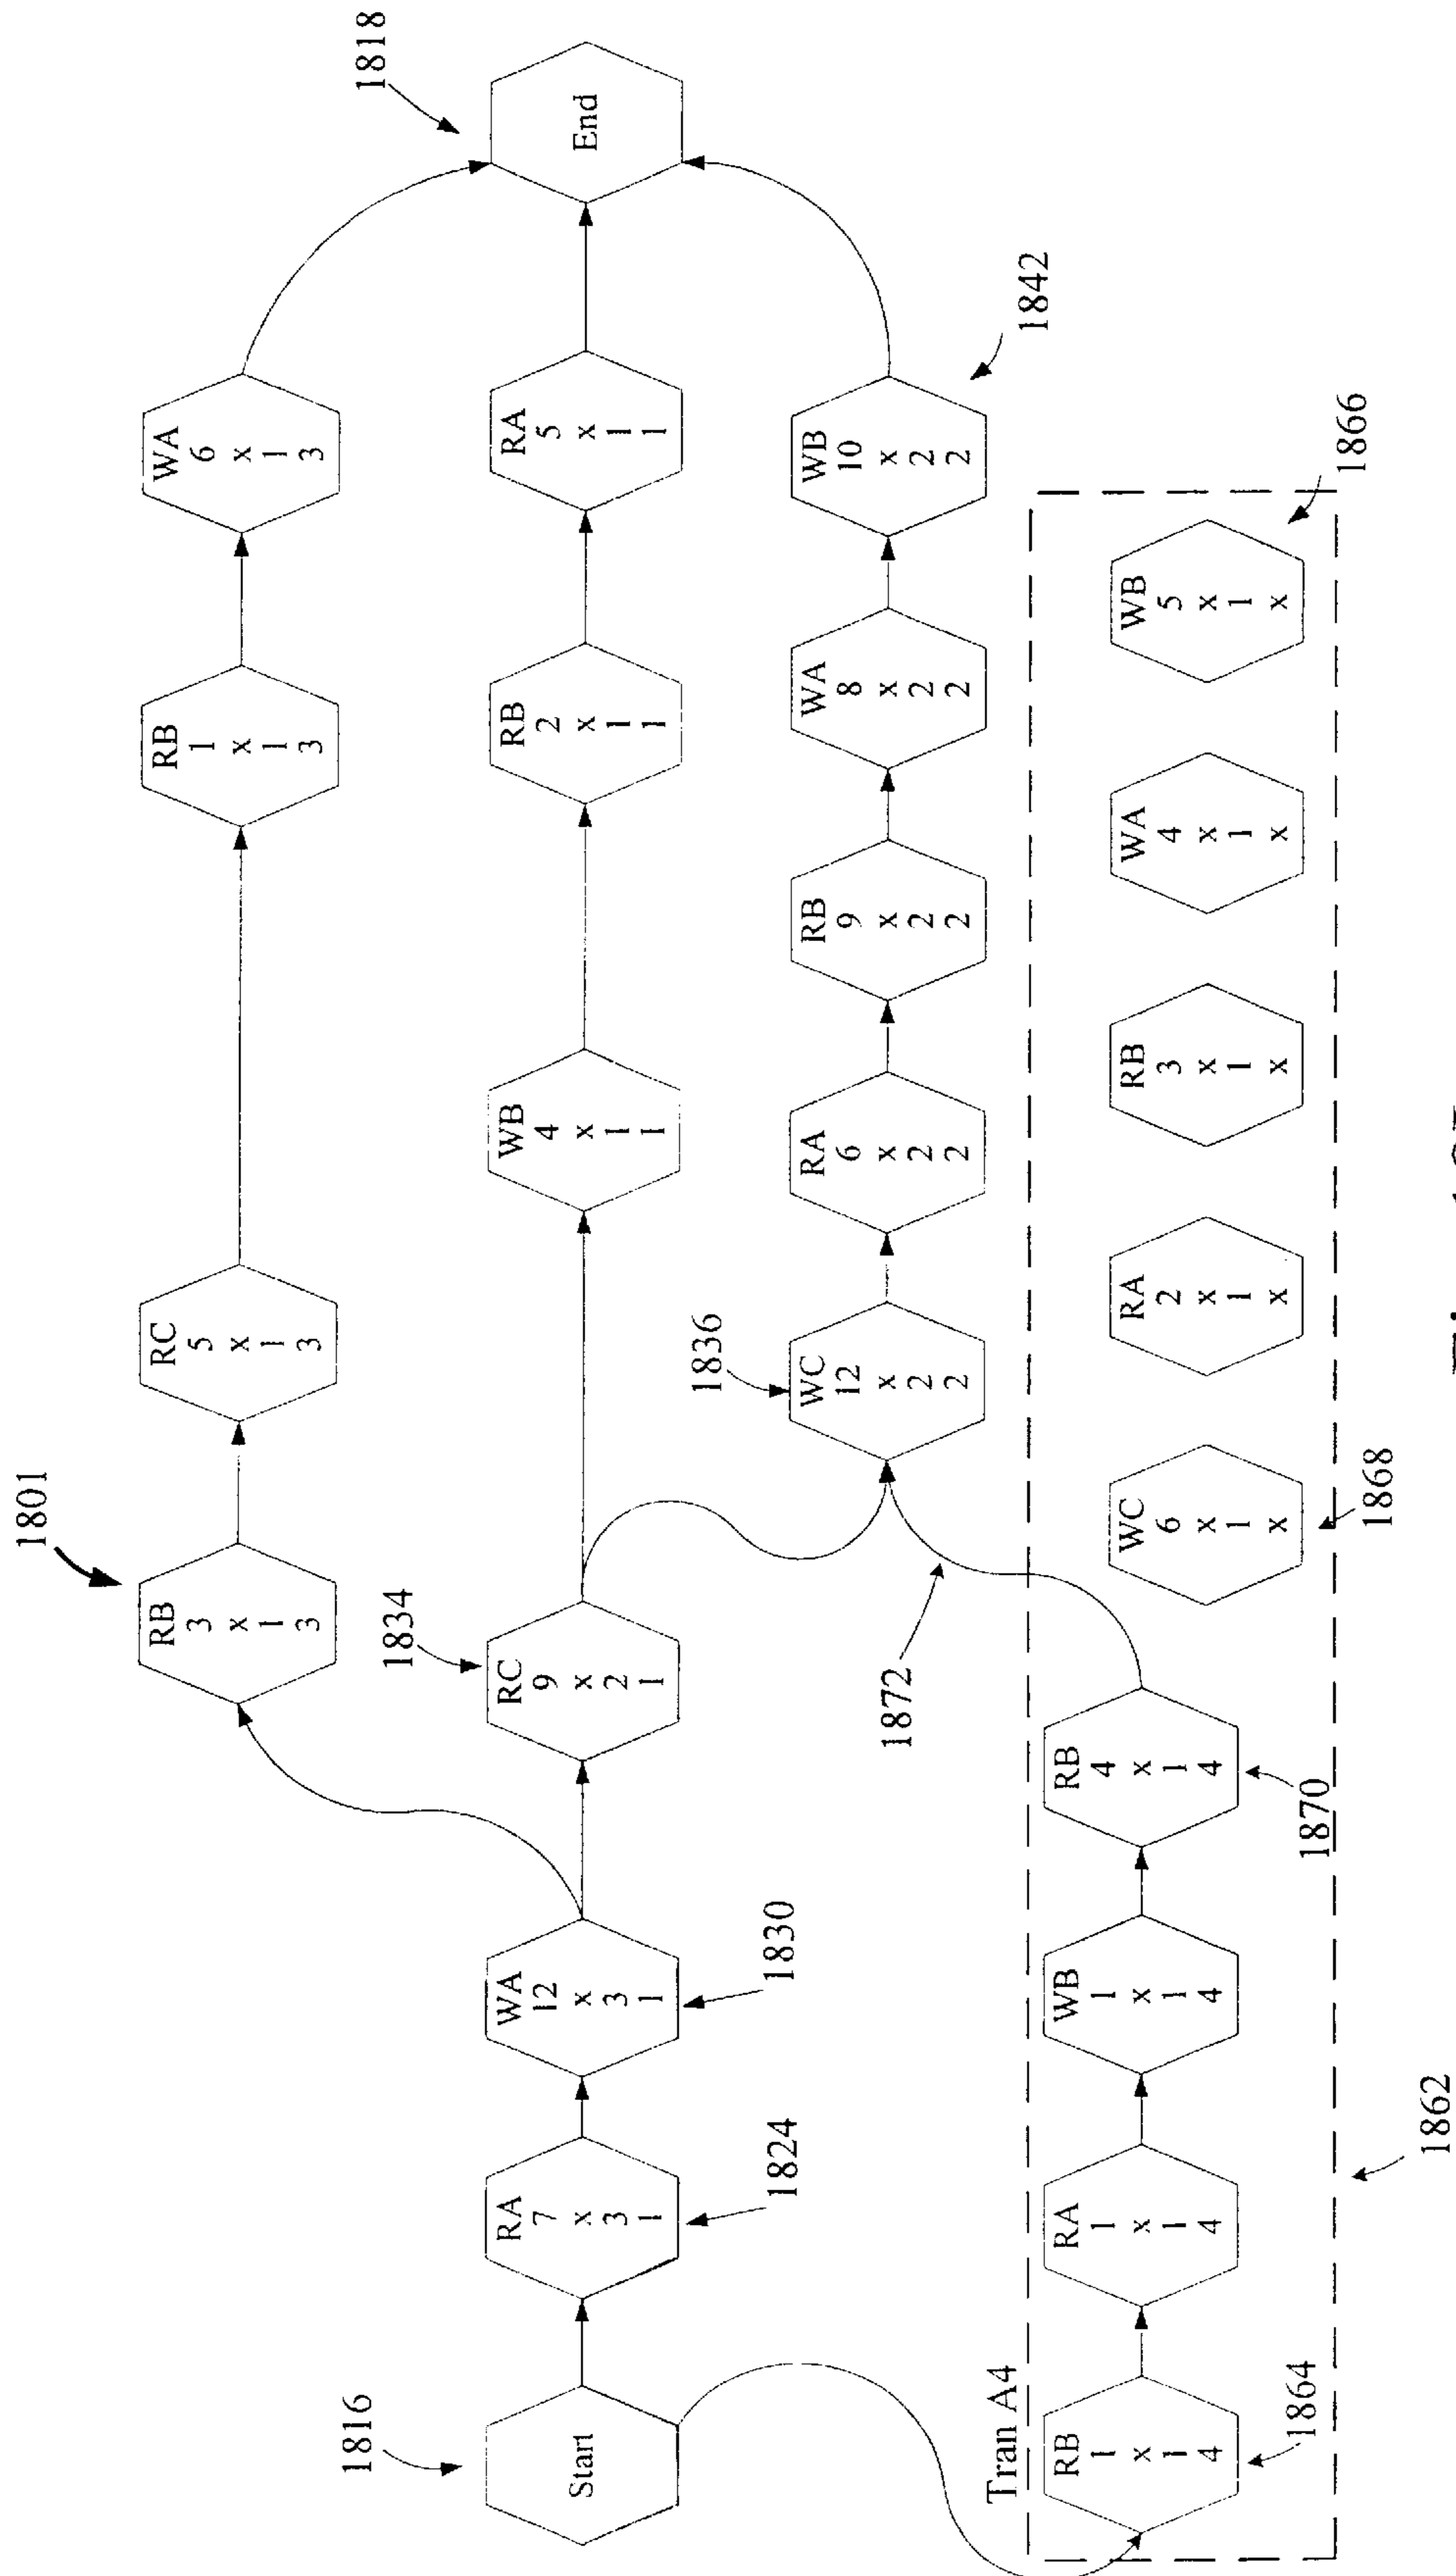 1801
RB
3
x
1
3
RC
5
x
1
3
RB
1
x
1
3
WA
6
x
1
3
1818
End
1816
Start
RA
7
x
3
1
1824
WA
12
x
3
1
1830
1834
RC
9
x
2
1
WB
4
x
1
1
RB
2
x
1
1
RA
5
x
1
1
1836
WC
12
x
2
2
RA
6
x
2
2
RB
9
x
2
2
WA
8
x
2
2
WB
10
x
2
2
1842
1872
Tran A4
RB
1
x
1
4
1864
RA
1
x
1
4
WB
1
x
1
4
RB
4
x
1
4
1870
WC
6
x
1
x
1868
RA
2
x
1
x
RB
3
x
1
x
WA
4
x
1
x
WB
5
x
1
x
1866
1862